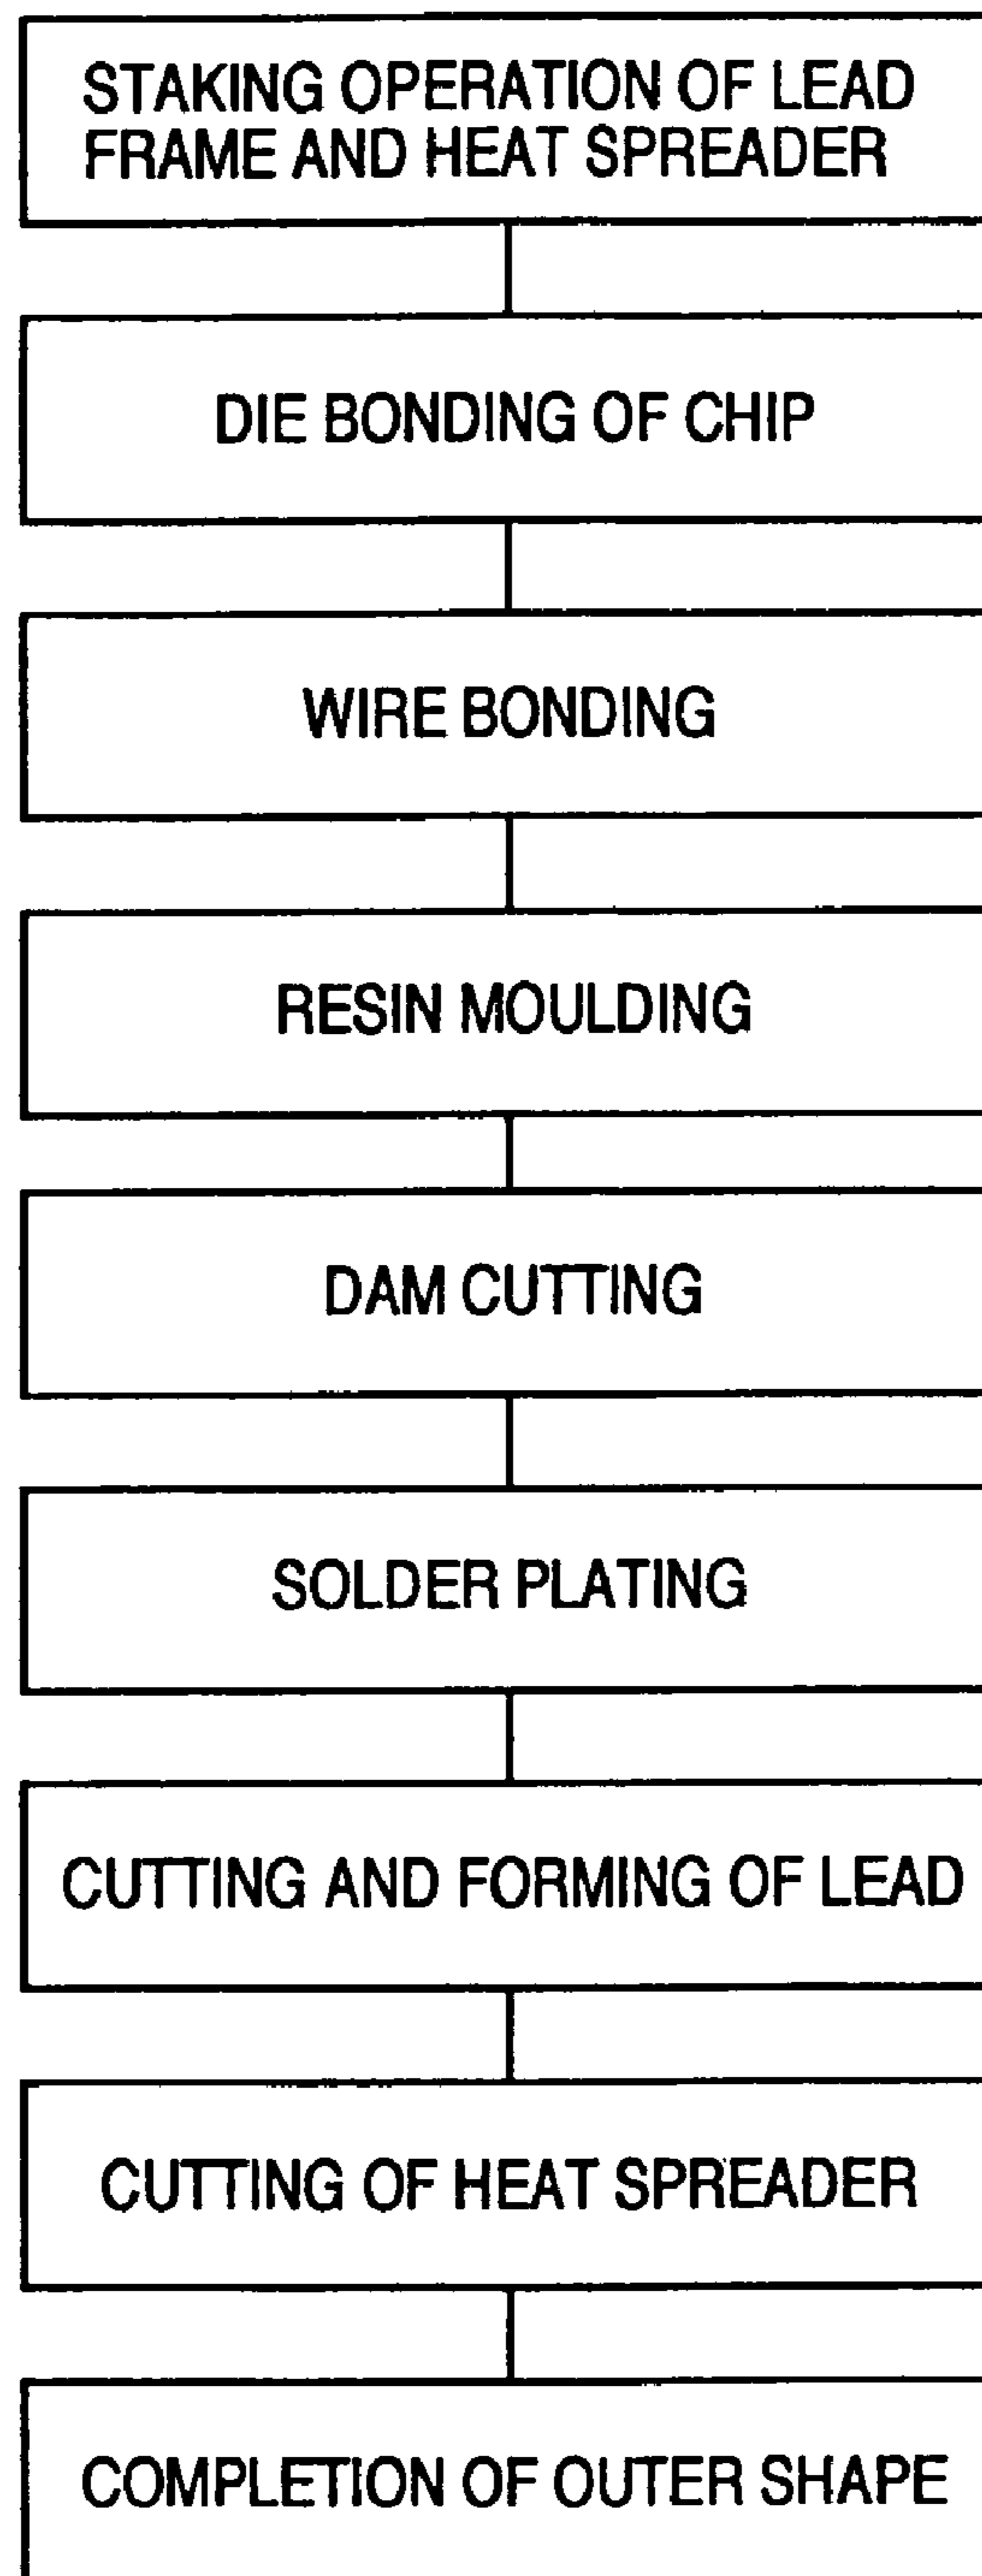 STAKING OPERATION OF LEAD
FRAME AND HEAT SPREADER
DIE BONDING OF CHIP
WIRE BONDING
RESIN MOULDING
DAM CUTTING
SOLDER PLATING
CUTTING AND FORMING OF LEAD
CUTTING OF HEAT SPREADER
COMPLETION OF OUTER SHAPE